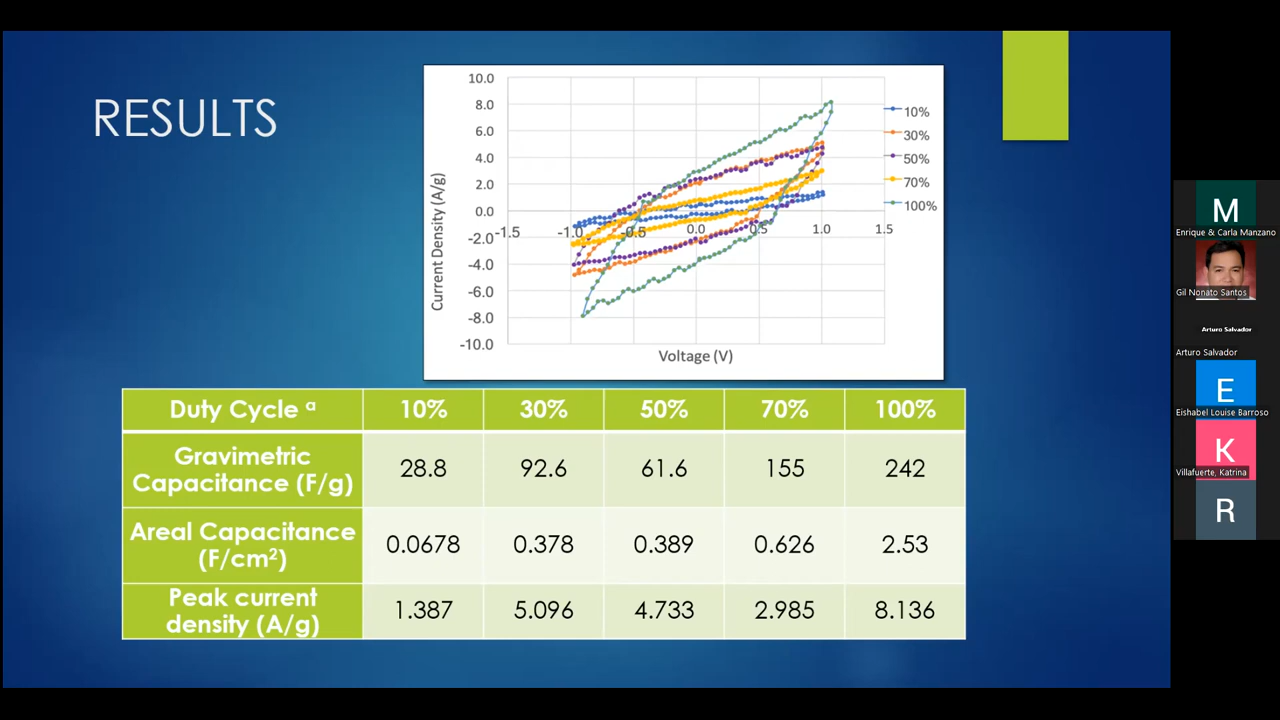 RESULTS
10.0
8.0
6.0
4.0
2.0
0.0
-2.0
-4.0
-6.0
-8.0
-10.0
-1.5
-1.0
-0.5
0.0
0.5
1.0
1.5
Current Density (A/g)
Voltage (V)
10%
30%
50%
70%
100%
Duty Cycle a 10% 30% 50% 70% 100%
Gravimetric
Capacitance (F/g) 28.8 92.6 61.6 155 242
Areal Capacitance
(F/cm2) 0.0678 0.378 0.389 0.626 2.53
Peak current
density (A/g) 1.387 5.096 4.733 2.985 8.136
M
Enrique & Carla Manzano
Gil Nonato Santos
Arturo Salvador
Arturo Salvador
E
Eishabel Louise Barroso
K
Villafuerte, Katrina
R